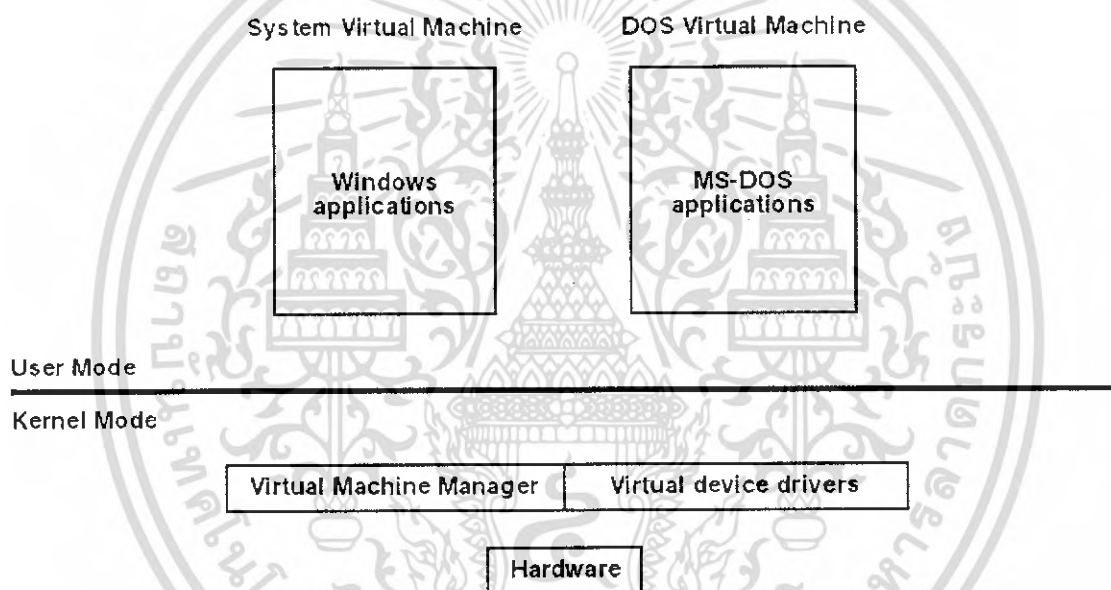 System Virtual Machine
DOS Virtual Machine
Windows
applications
MS-DOS
applications
User Mode
Kernel Mode
Virtual Machine Manager
Virtual device drivers
Hardware